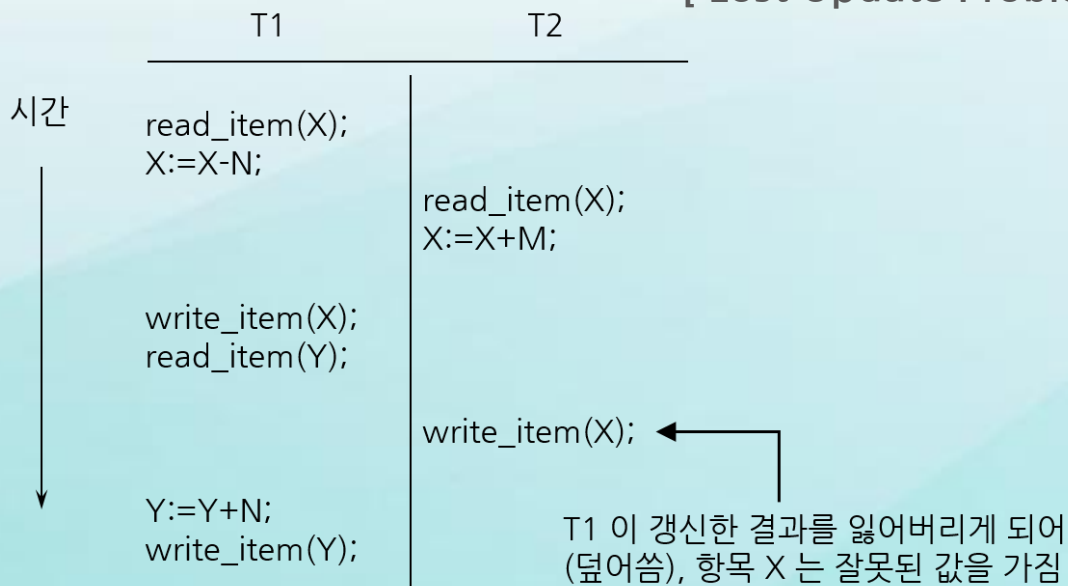 T1 T2
시간
read_item(X);
X:=X-N;
read_item(X);
X:=X+M;
write_item(X);
read_item(Y);
write_item(X);
Y:=Y+N;
write_item(Y);
T1 이 갱신한 결과를 잃어버리게 되어
(덮어씀), 항목 X 는 잘못된 값을 가짐